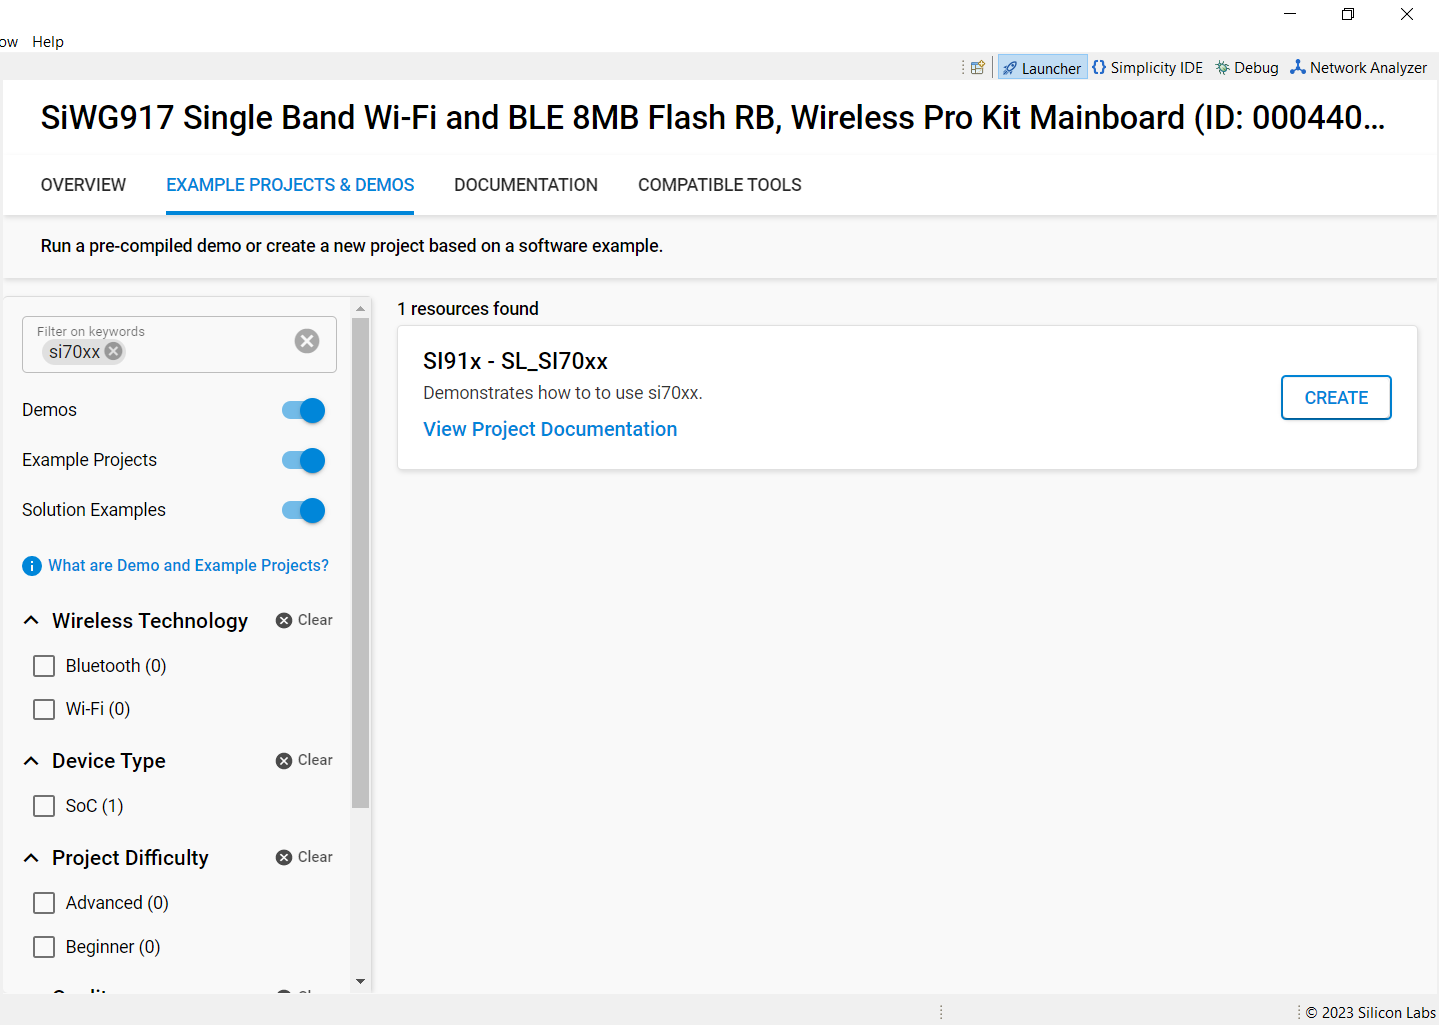 ow Help
Launcher Simplicity IDE Debug Network Analyzer
SiWG917 Single Band Wi-Fi and BLE 8MB Flash RB, Wireless Pro Kit Mainboard (ID: 000440...
OVERVIEW EXAMPLE PROJECTS & DEMOS DOCUMENTATION COMPATIBLE TOOLS
Run a pre-compiled demo or create a new project based on a software example.
Filter on keywords
si70xx
Demos
Example Projects
Solution Examples
What are Demo and Example Projects?
Wireless Technology Clear
Bluetooth (0)
Wi-Fi (0)
Device Type Clear
SoC (1)
Project Difficulty Clear
Advanced (0)
Beginner (0)
1 resources found
SI91x - SL_SI70xx
Demonstrates how to to use si70xx.
View Project Documentation
CREATE
© 2023 Silicon Labs